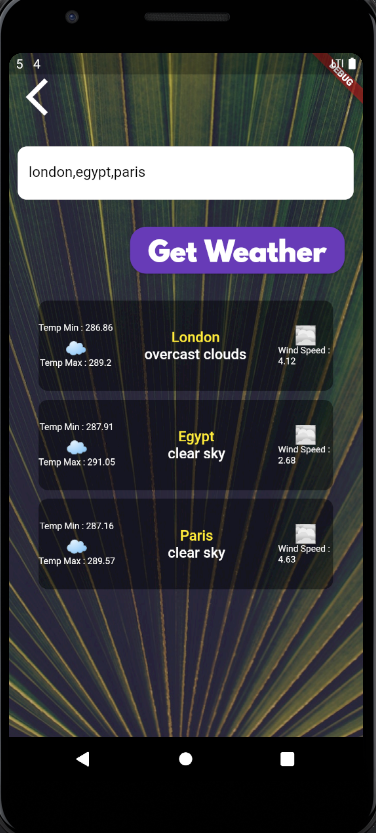 5 4 LTI
DEBUG
london,egypt,paris
Get Weather
Temp Min : 286.86
Temp Max : 289.2
London
overcast clouds
Wind Speed :
4.12
Temp Min : 287.91
Temp Max : 291.05
Egypt
clear sky
Wind Speed :
2.68
Temp Min : 287.16
Temp Max : 289.57
Paris
clear sky
Wind Speed :
4.63